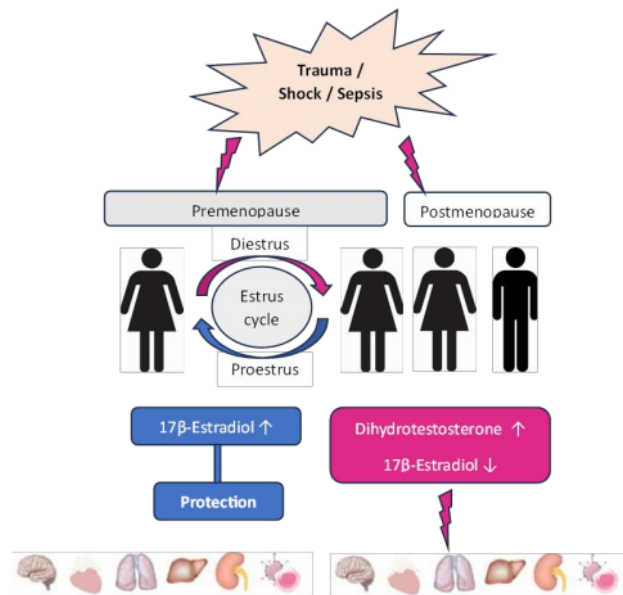 Trauma /
Shock / Sepsis
Premenopause
Postmenopause
Diestrus
Estrus
cycle
Proestrus
17β-Estradiol ↑
Dihydrotestosterone ↑
17β-Estradiol ↓
Protection